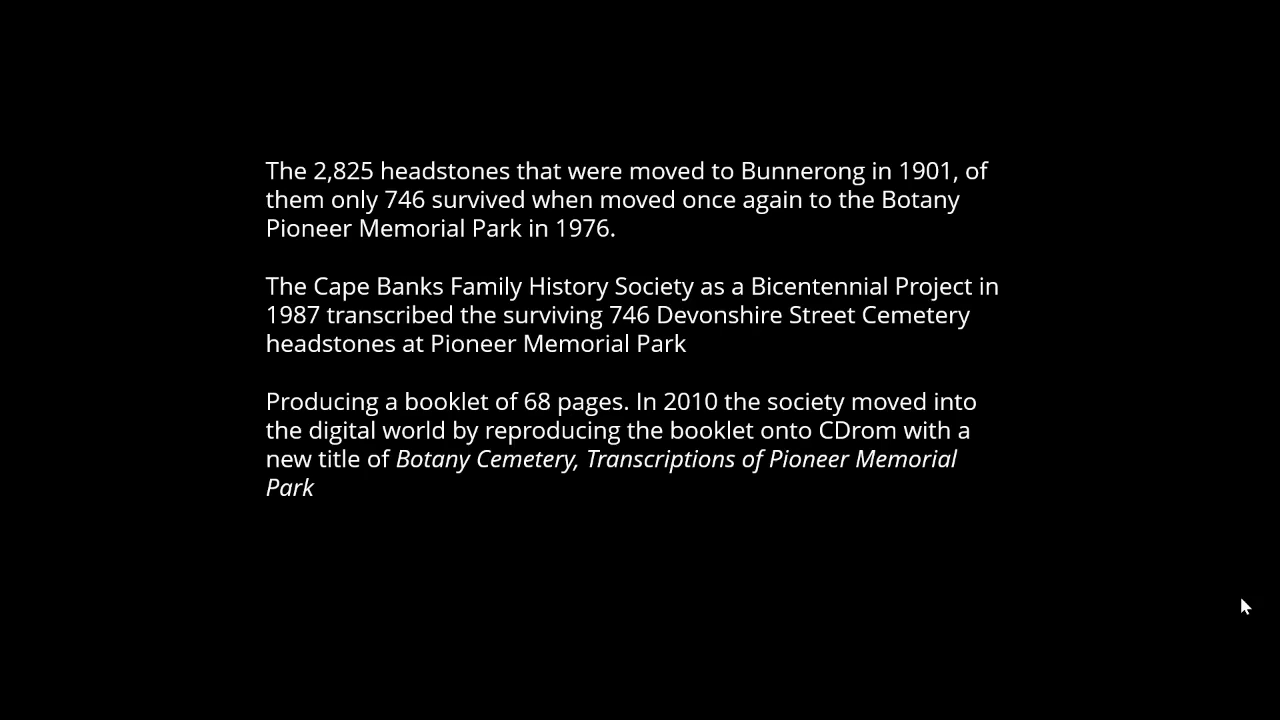 The 2,825 headstones that were moved to Bunnerong in 1901, of
them only 746 survived when moved once again to the Botany
Pioneer Memorial Park in 1976.
The Cape Banks Family History Society as a Bicentennial Project in
1987 transcribed the surviving 746 Devonshire Street Cemetery
headstones at Pioneer Memorial Park
Producing a booklet of 68 pages. In 2010 the society moved into
the digital world by reproducing the booklet onto CDrom with a
new title of Botany Cemetery, Transcriptions of Pioneer Memorial
Park